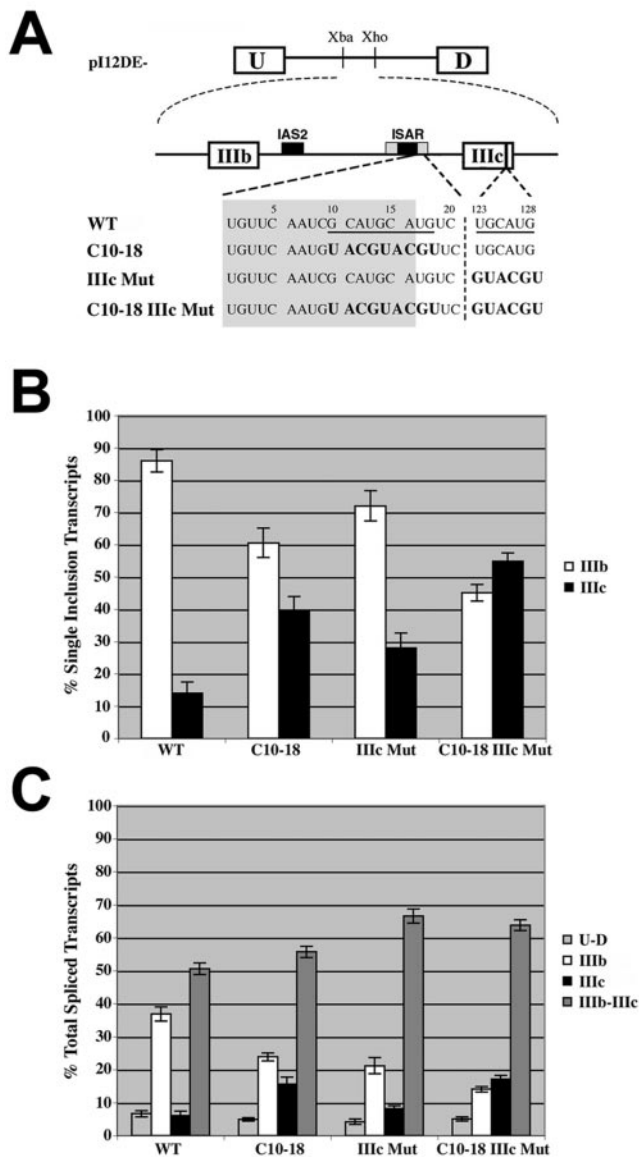 A
pI12DE-
Xba Xho
U D
IAS2 ISAR
IIIb IIIc
5 10 15 20 123 128
WT UGUUC AAUCG CAUGC AUGUC UGCAUG
C10-18 UGUUC AAUGU ACGUACGUUC UGCAUG
IIIc Mut UGUUC AAUCG CAUGC AUGUC GUACGU
C10-18 IIIc Mut UGUUC AAUGU ACGUACGUUC GUACGU
B
% Single Inclusion Transcripts
100
90
80
70
60
50
40
30
20
10
0
WT C10-18 IIIc Mut C10-18 IIIc Mut
IIIb
IIIc
C
% Total Spliced Transcripts
100
90
80
70
60
50
40
30
20
10
0
WT C10-18 IIIc Mut C10-18 IIIc Mut
U-D
IIIb
IIIc
IIIb-IIIc